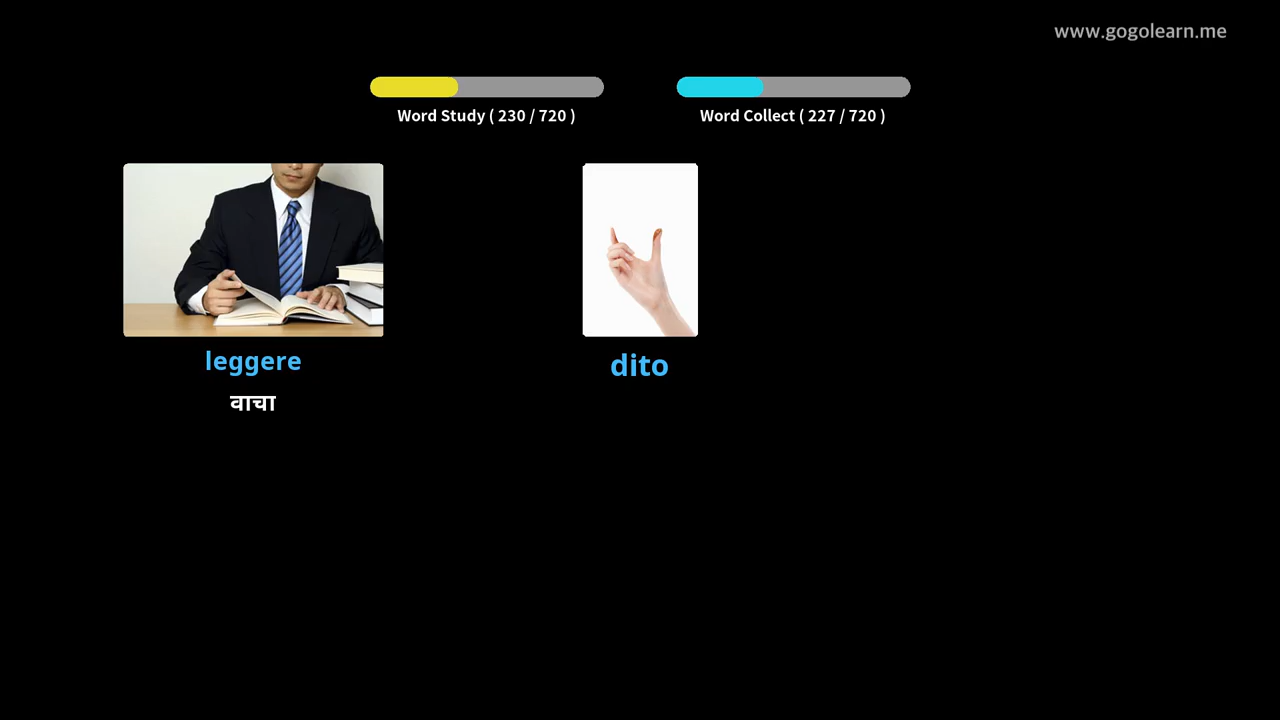 www.gogolearn.me
Word Study ( 230 / 720 )
Word Collect ( 227 / 720 )
leggere
वाचा
dito